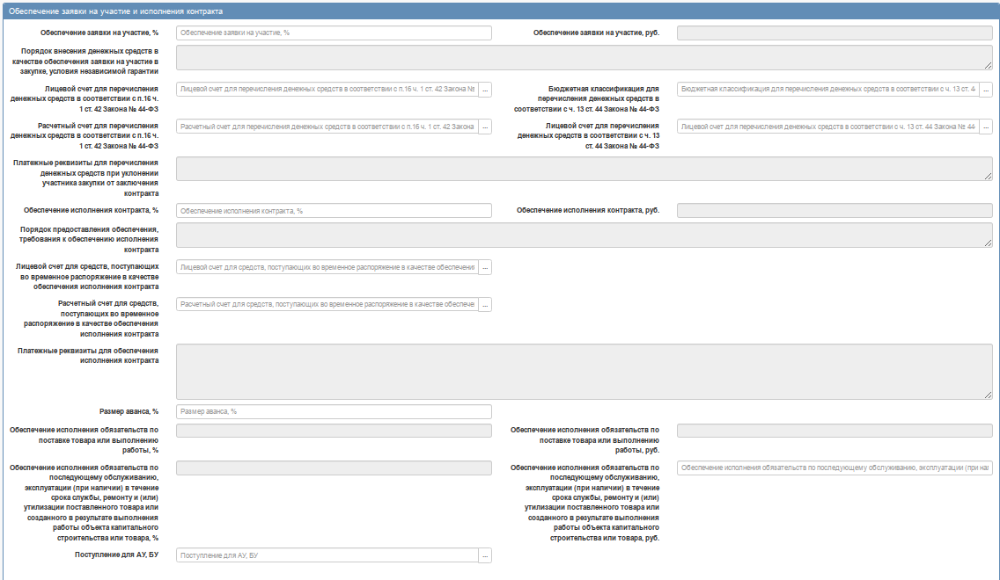 Обеспечение заявки на участие и исполнения контракта
Обеспечение заявки на участие, %
Обеспечение заявки на участие, %
Обеспечение заявки на участие, руб.
Порядок внесения денежных средств в
качестве обеспечения заявки на участие в
закупке, условия независимой гарантии
Лицевой счет для перечисления
денежных средств в соответствии с п.16 ч.
1 ст. 42 Закона № 44-ФЗ
Лицевой счет для перечисления денежных средств в соответствии с п.16 ч. 1 ст. 42 Закона №
...
Бюджетная классификация для
перечисления денежных средств в
соответствии с ч. 13 ст. 44 Закона № 44-ФЗ
Бюджетная классификация для перечисления денежных средств в соответствии с ч. 13 ст. 4
...
Расчетный счет для перечисления
денежных средств в соответствии с п.16 ч.
1 ст. 42 Закона № 44-ФЗ
Расчетный счет для перечисления денежных средств в соответствии с п.16 ч. 1 ст. 42 Закона
...
Лицевой счет для перечисления
денежных средств в соответствии с ч. 13
ст. 44 Закона № 44-ФЗ
Лицевой счет для перечисления денежных средств в соответствии с ч. 13 ст. 44 Закона № 44-
...
Платежные реквизиты для перечисления
денежных средств при уклонении
участника закупки от заключения
контракта
Обеспечение исполнения контракта, %
Обеспечение исполнения контракта, %
Обеспечение исполнения контракта, руб.
Порядок предоставления обеспечения,
требования к обеспечению исполнения
контракта
Лицевой счет для средств, поступающих
во временное распоряжение в качестве
обеспечения исполнения контракта
Лицевой счет для средств, поступающих во временное распоряжение в качестве обеспечени
...
Расчетный счет для средств,
поступающих во временное
распоряжение в качестве обеспечения
исполнения контракта
Расчетный счет для средств, поступающих во временное распоряжение в качестве обеспече
...
Платежные реквизиты для обеспечения
исполнения контракта
Размер аванса, %
Размер аванса, %
Обеспечение исполнения обязательств по
поставке товара или выполнению
работы, %
Обеспечение исполнения обязательств по
поставке товара или выполнению
работы, руб.
Обеспечение исполнения обязательств по
последующему обслуживанию,
эксплуатации (при наличии) в течение
срока службы, ремонту и (или)
утилизации поставленного товара или
созданного в результате выполнения
работы объекта капитального
строительства или товара, %
Обеспечение исполнения обязательств по
последующему обслуживанию,
эксплуатации (при наличии) в течение
срока службы, ремонту и (или)
утилизации поставленного товара или
созданного в результате выполнения
работы объекта капитального
строительства или товара, руб.
Обеспечение исполнения обязательств по последующему обслуживанию, эксплуатации (при нал
Поступление для АУ, БУ
Поступление для АУ, БУ
...